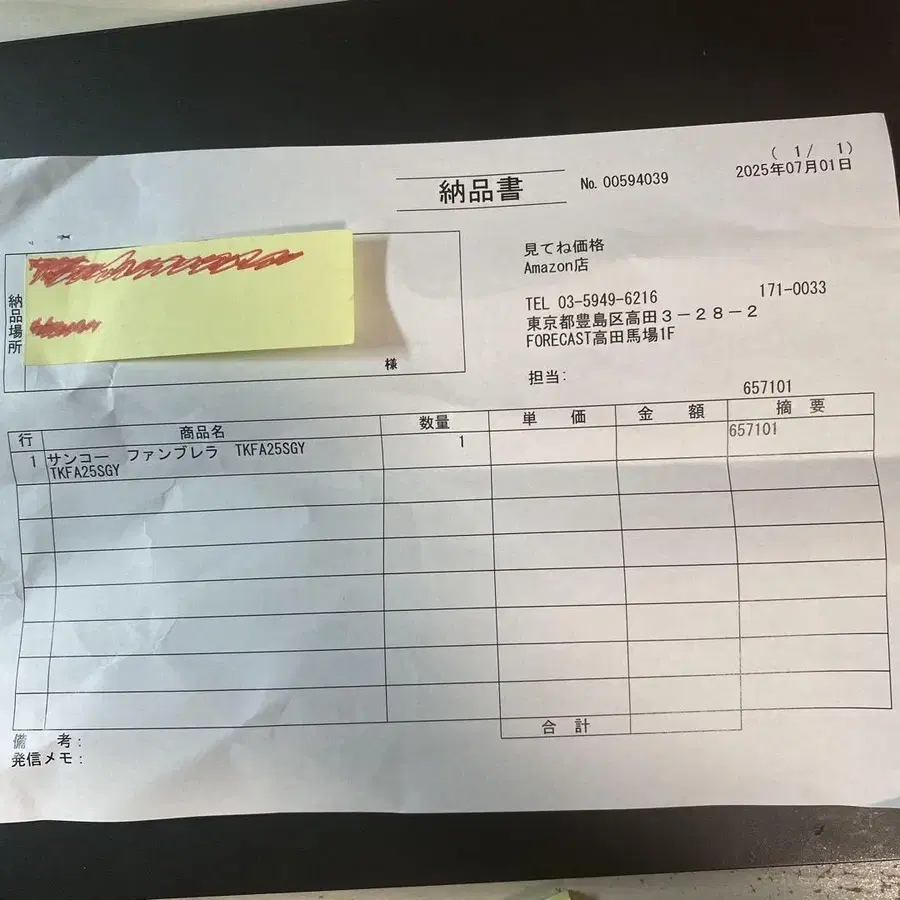 ( 1/ 1)
納品書 No. 00594039 2025年07月01日
納品場所
様
見てね価格
Amazon店
TEL 03-5949-6216 171-0033
東京都豊島区高田3-28-2
FORECAST高田馬場1F
担当:
657101
行 商品名 数量 単価 金額 摘要
1 サンコー ファンブレラ TKFA25SGY 1 657101
TKFA25SGY
合計
備考:
発信メモ: